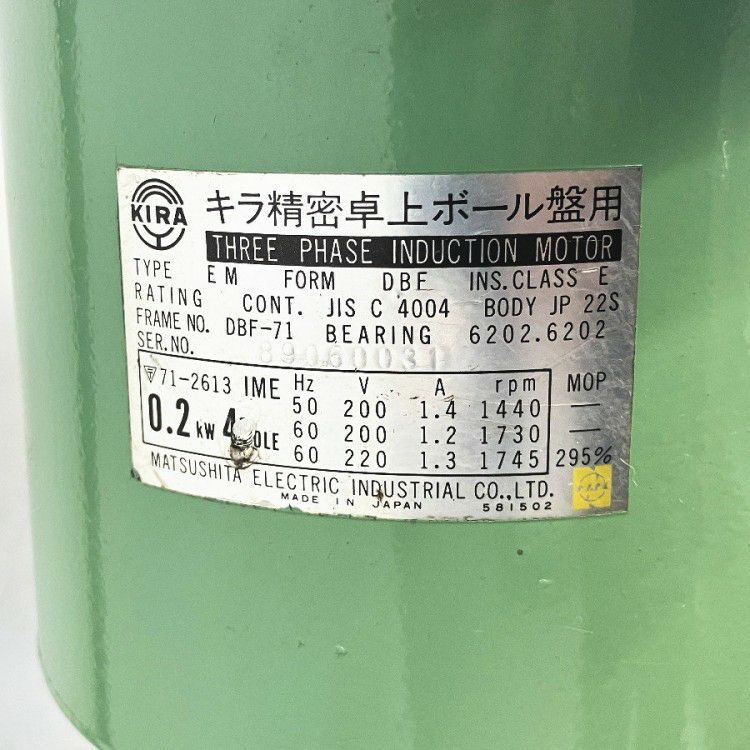 KIRA
キラ精密卓上ボール盤用
THREE PHASE INDUCTION MOTOR
TYPE EM FORM DBF INS.CLASS E
RATING CONT. JIS C 4004 BODY JP 22S
FRAME NO. DBF-71 BEARING 6202.6202
SER.NO. 89060031
71-2613 IME Hz V A rpm MOP
50 200 1.4 1440 —
0.2 kW 4 60 200 1.2 1730 —
60 220 1.3 1745 295%
MATSUSHITA ELECTRIC INDUSTRIAL CO.,LTD.
MADE IN JAPAN 581502